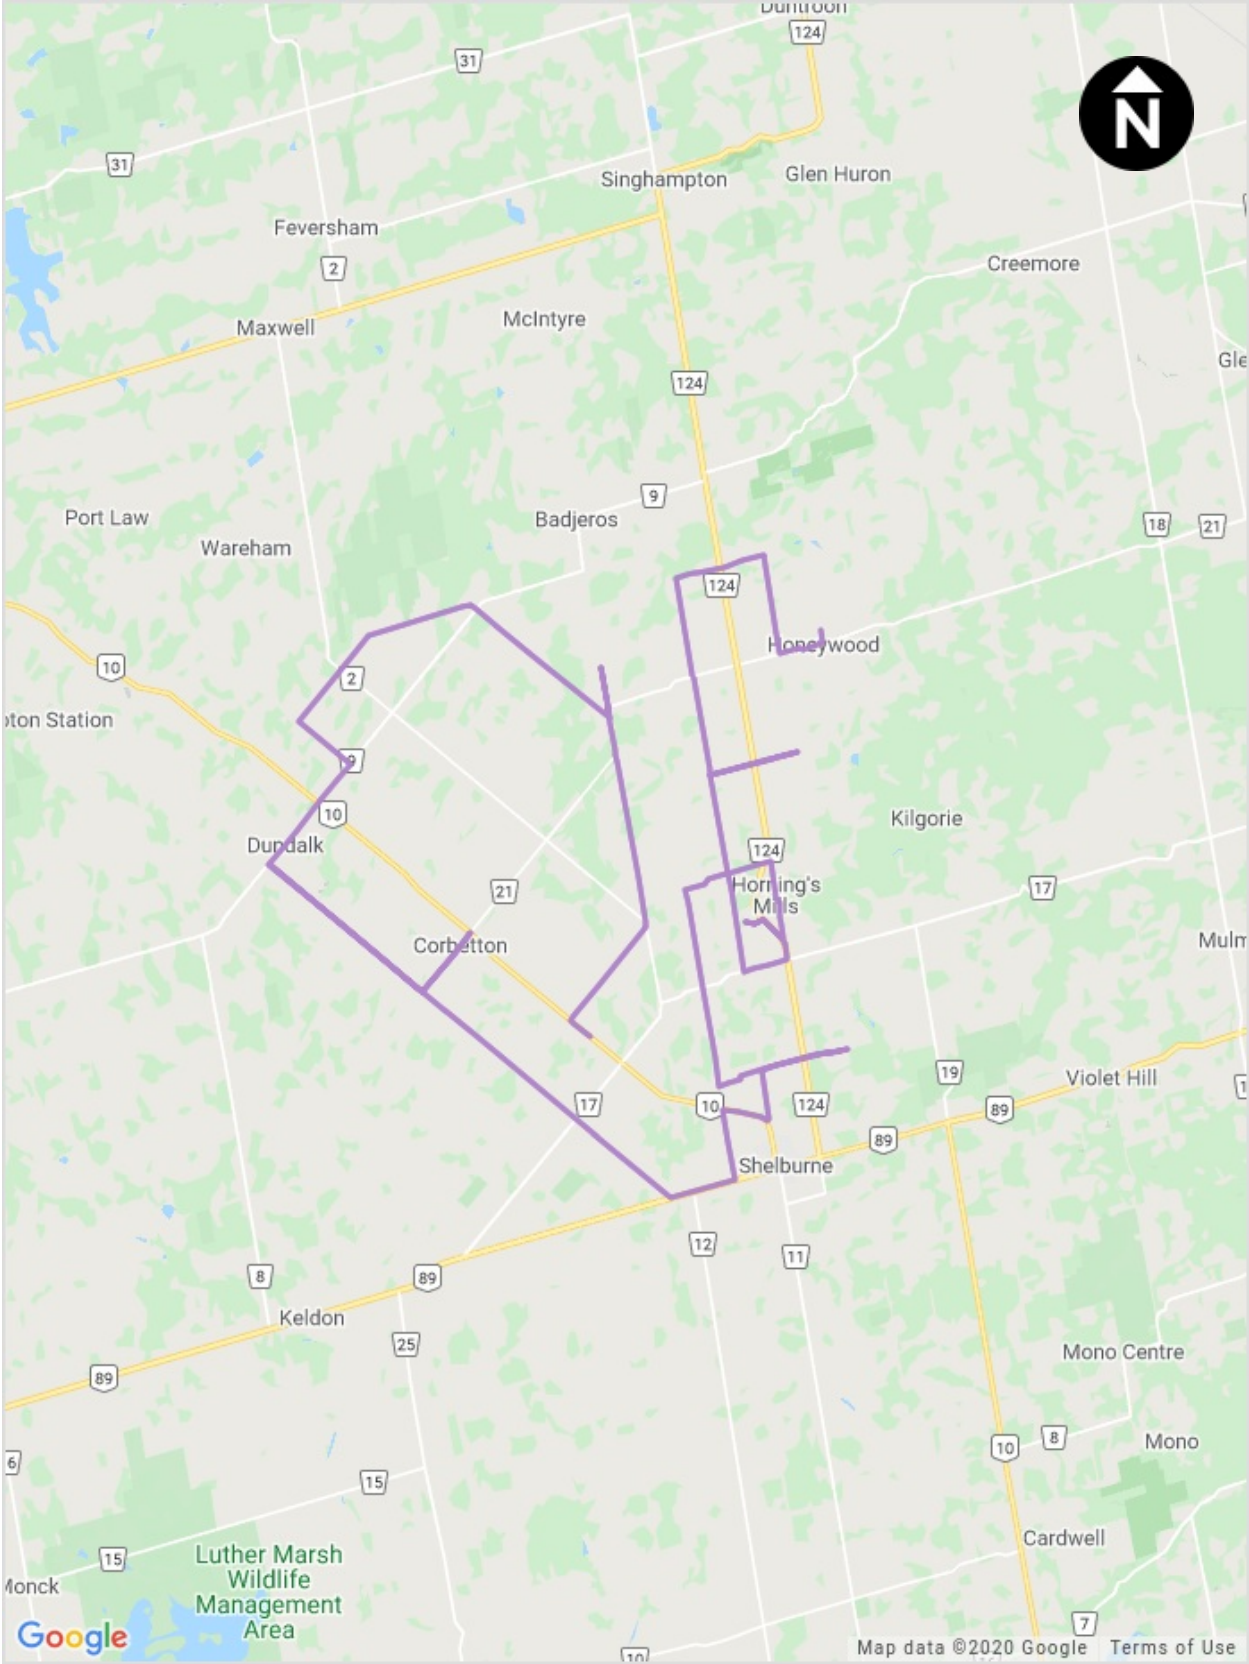 Duntroon
124
31
N
31
Singhampton
Glen Huron
Feversham
2
Creemore
McIntyre
Maxwell
Gle
124
9
Port Law
Badjeros
18
21
Wareham
124
Honeywood
10
2
oton Station
9
10
Kilgorie
Dundalk
124
21
Horning's
Mills
17
Corbetton
Mulm
19
Violet Hill
17
10
124
89
89
Shelburne
12
11
8
89
Keldon
25
Mono Centre
89
8
10
Mono
6
15
Cardwell
15
Luther Marsh
Wildlife
Management
Area
Monck
7
Google
10
Map data ©2020 Google
Terms of Use